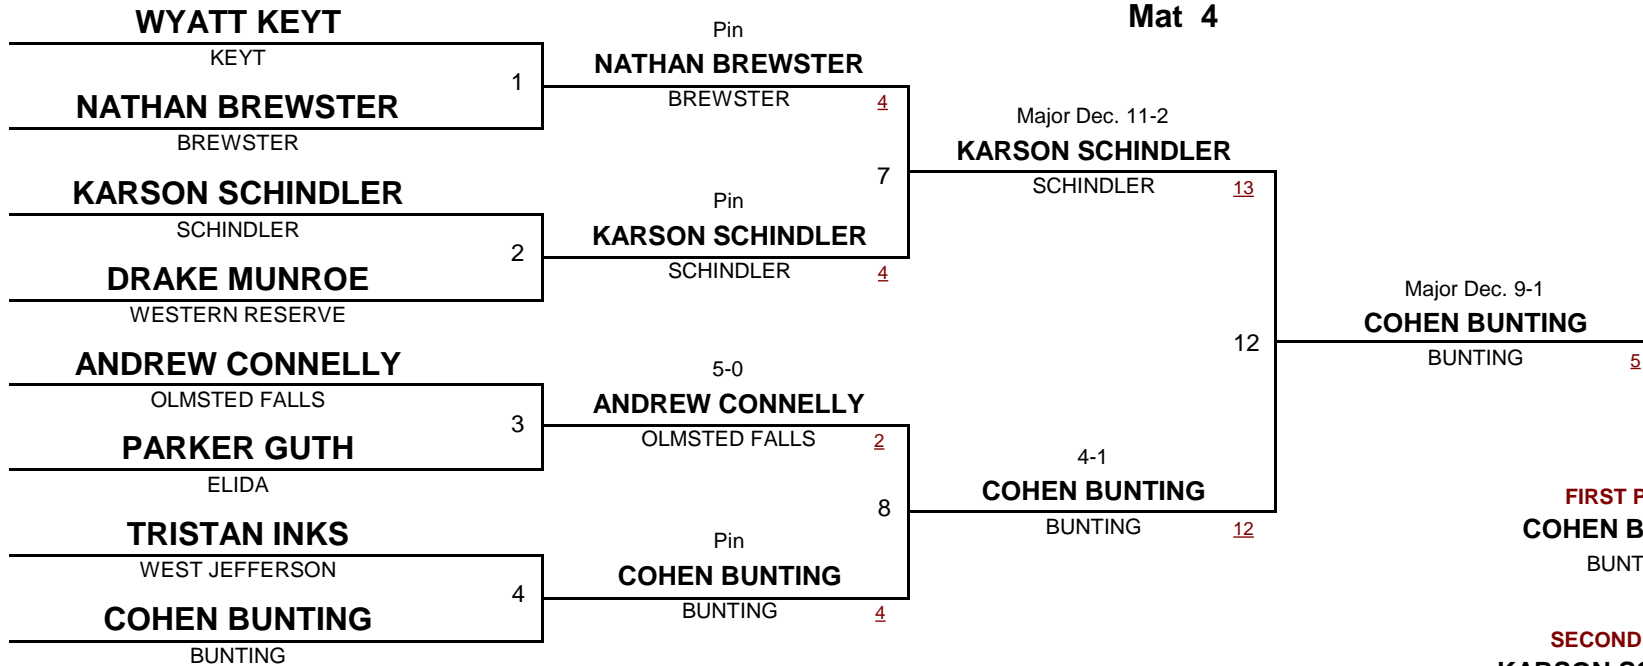 WYATT KEYT
KEYT
1
NATHAN BREWSTER
BREWSTER
KARSON SCHINDLER
SCHINDLER
2
DRAKE MUNROE
WESTERN RESERVE
ANDREW CONNELLY
OLMSTED FALLS
3
PARKER GUTH
ELIDA
TRISTAN INKS
WEST JEFFERSON
4
COHEN BUNTING
BUNTING
Pin
NATHAN BREWSTER
BREWSTER 4
7
Pin
KARSON SCHINDLER
SCHINDLER 4
5-0
ANDREW CONNELLY
OLMSTED FALLS 2
8
Pin
COHEN BUNTING
BUNTING 4
Mat 4
Major Dec. 11-2
KARSON SCHINDLER
SCHINDLER 13
12
4-1
COHEN BUNTING
BUNTING 12
Major Dec. 9-1
COHEN BUNTING
BUNTING 5
FIRST P
COHEN B
BUNT
SECOND